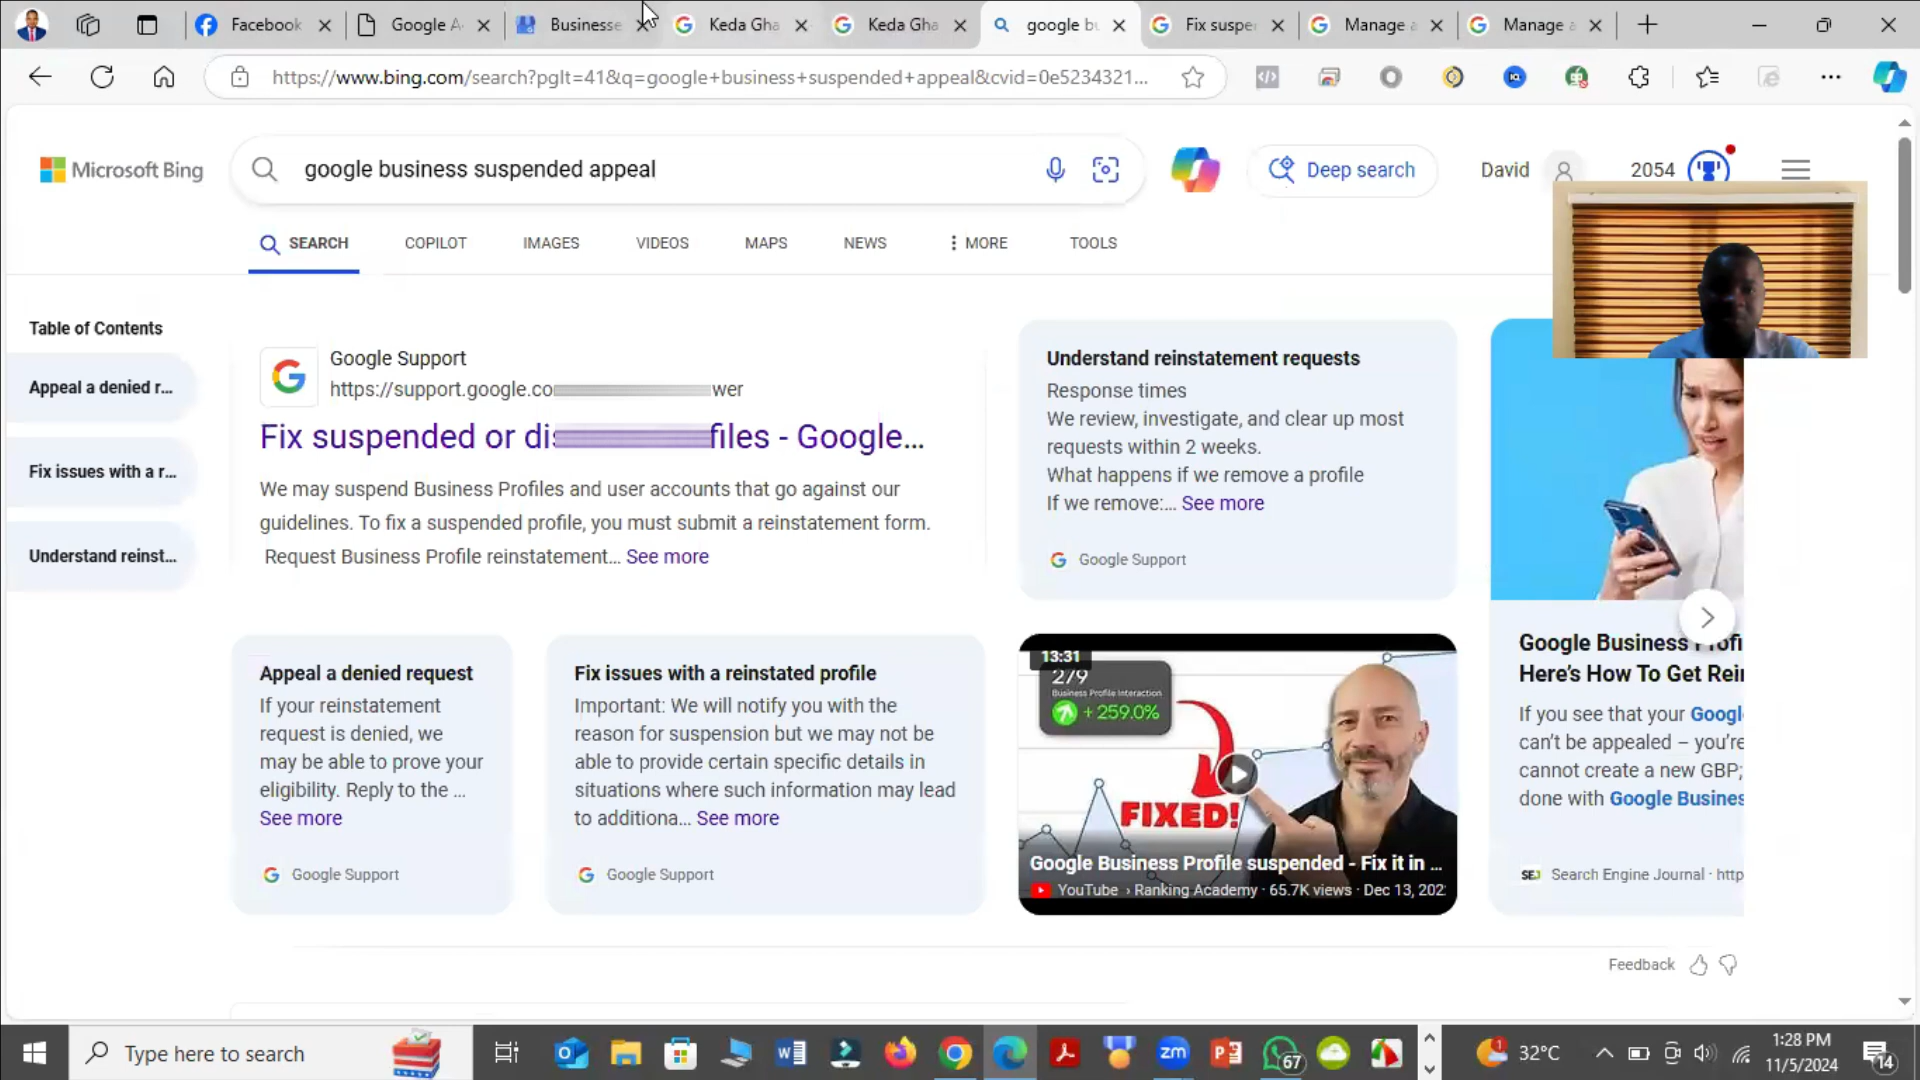 Facebook
Google A
Businesse
Keda Gha
Keda Gha
google b
Fix suspe
Manage a
Manage a
https://www.bing.com/search?pglt=41&q=google+business+suspended+appeal&cvid=0e5234321...
Microsoft Bing
google business suspended appeal
Deep search
David
2054
SEARCH
COPILOT
IMAGES
VIDEOS
MAPS
NEWS
MORE
TOOLS
Table of Contents
Appeal a denied r...
Fix issues with a r...
Understand reinst...
Google Support
https://support.google.co wer
Fix suspended or dis files - Google...
We may suspend Business Profiles and user accounts that go against our
guidelines. To fix a suspended profile, you must submit a reinstatement form.
Request Business Profile reinstatement... See more
Understand reinstatement requests
Response times
We review, investigate, and clear up most
requests within 2 weeks.
What happens if we remove a profile
If we remove:... See more
Google Support
Appeal a denied request
If your reinstatement
request is denied, we
may be able to prove your
eligibility. Reply to the ...
See more
Google Support
Fix issues with a reinstated profile
Important: We will notify you with the
reason for suspension but we may not be
able to provide certain specific details in
situations where such information may lead
to additiona... See more
Google Support
13:31
279
Business Profile Interaction
+ 259.0%
FIXED!
Google Business Profile suspended - Fix it in ...
YouTube › Ranking Academy · 65.7K views · Dec 13, 202
Google Business Profi
Here's How To Get Rei
If you see that your Googl
can't be appealed – you're
cannot create a new GBP;
done with Google Busines
SEJ Search Engine Journal · http
Feedback
Type here to search
zm
67
1
32°C
1:28 PM
11/5/2024
14